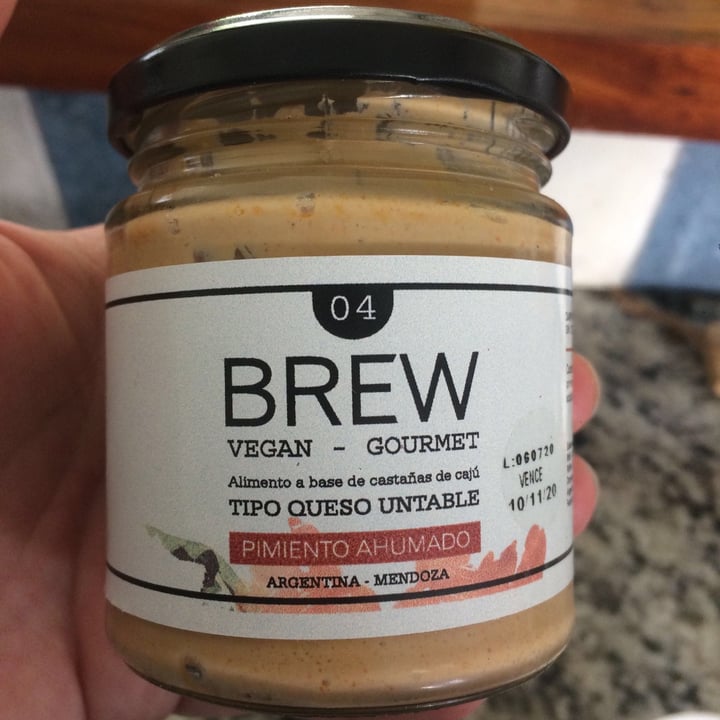 04
BREW
VEGAN - GOURMET
Alimento a base de castañas de cajú
TIPO QUESO UNTABLE
PIMIENTO AHUMADO
ARGENTINA - MENDOZA
L:060720
VENCE
10/11/20